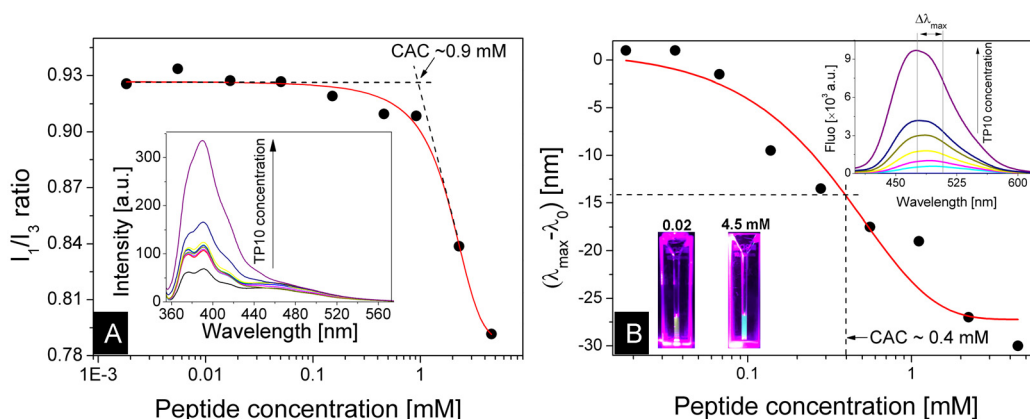 CAC ~0.9 mM
I1/I3 ratio
0.93
0.90
0.87
0.84
0.81
0.78
Intensity [a.u.]
300
200
100
0
TP10 concentration
360 400 440 480 520 560
Wavelength [nm]
A
1E-3 0.01 0.1 1
Peptide concentration [mM]
Δλmax
(λmax-λ0) [nm]
0
-5
-10
-15
-20
-25
-30
Fluo [×10³ a.u.]
9
6
3
0
TP10 concentration
450 525 600
Wavelength [nm]
0.02 4.5 mM
B
CAC ~ 0.4 mM
0.1 1
Peptide concentration [mM]